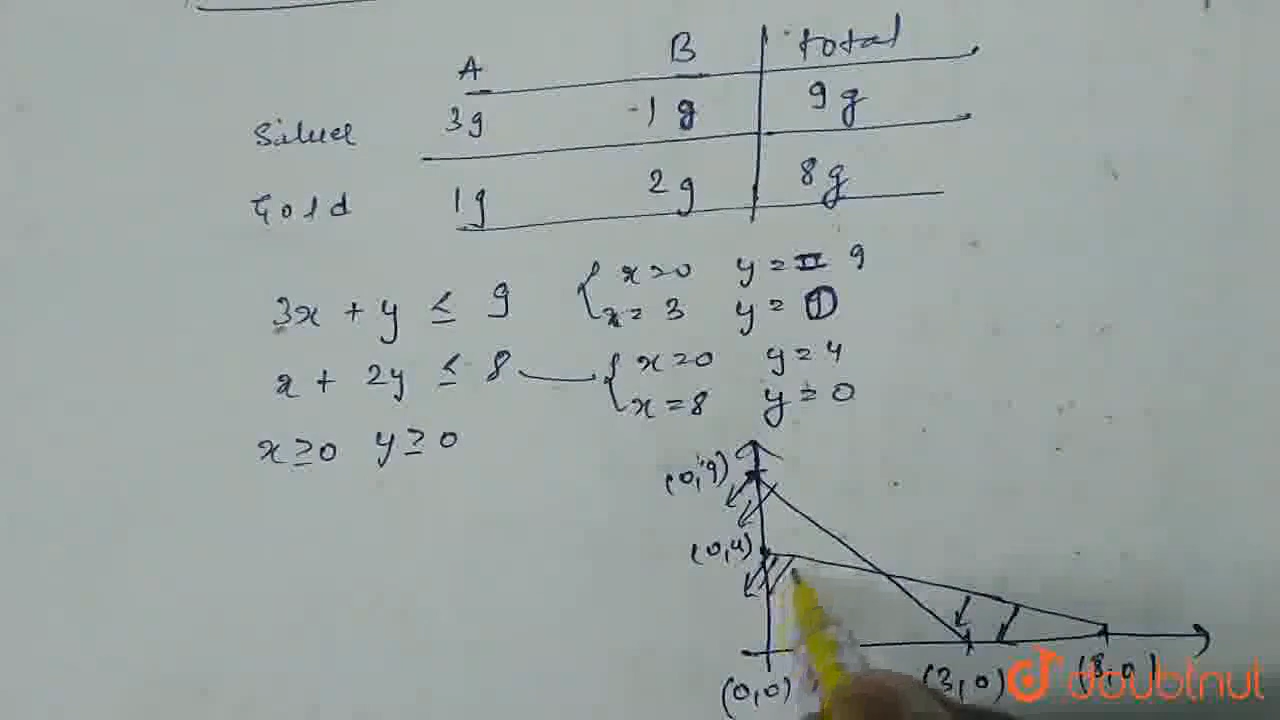 A B total
Silver 3g 1g 9g
Gold 1g 2g 8g
3x + y ≤ 9 { x=0 y= 9
x=3 y=
x + 2y ≤ 8 { x=0 y=4
x=8 y=0
x≥0 y≥0
(0,9)
(0,4)
(0,0) (3,0) (8,0)
doubtnut